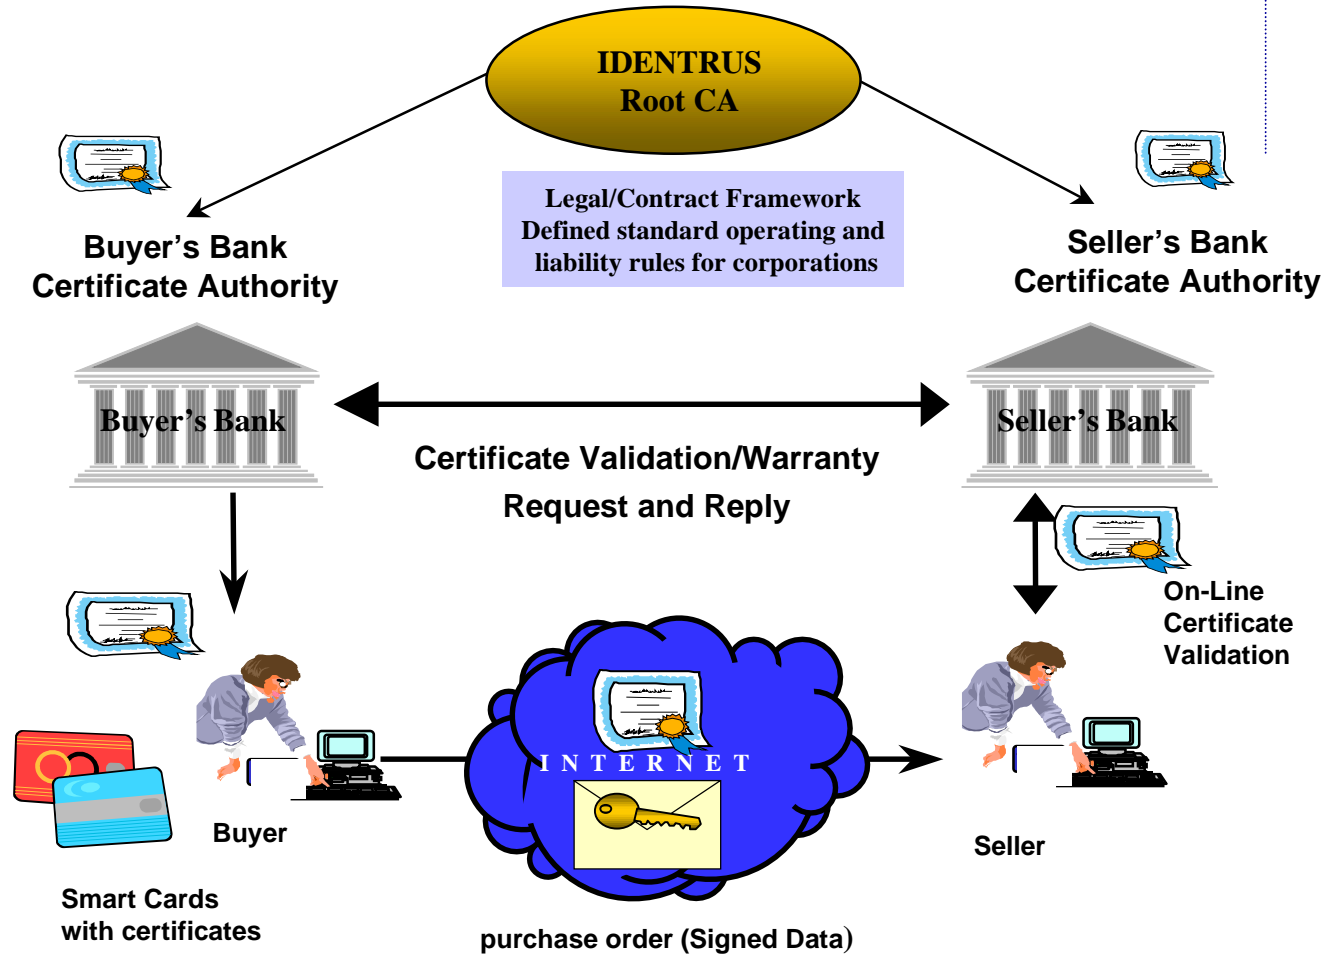 IDENTRUS
Root CA
Legal/Contract Framework
Defined standard operating and
liability rules for corporations
Buyer’s Bank
Certificate Authority
Seller’s Bank
Certificate Authority
Buyer’s Bank
Seller’s Bank
Certificate Validation/Warranty
Request and Reply
On-Line
Certificate
Validation
INTERNET
Buyer
Seller
Smart Cards
with certificates
purchase order (Signed Data)